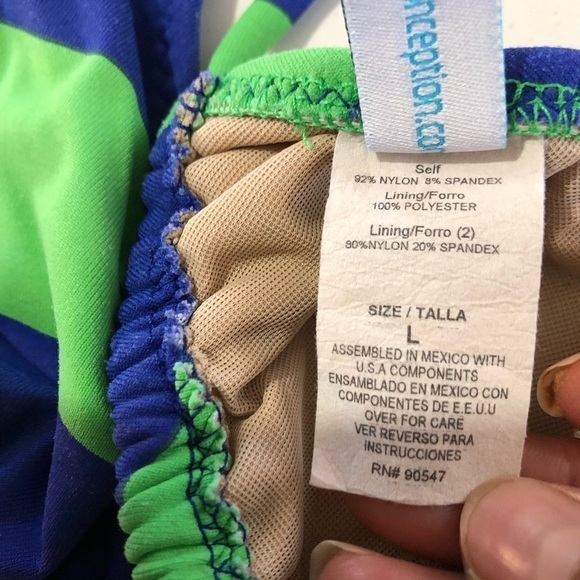 nception.co
Self
92% NYLON 8% SPANDEX
Lining/Forro
100% POLYESTER
Lining/Forro (2)
80%NYLON 20% SPANDEX
SIZE / TALLA
L
ASSEMBLED IN MEXICO WITH
U.S.A COMPONENTS
ENSAMBLADO EN MEXICO CON
COMPONENTES DE E.E.U.U
OVER FOR CARE
VER REVERSO PARA
INSTRUCCIONES
RN# 90547